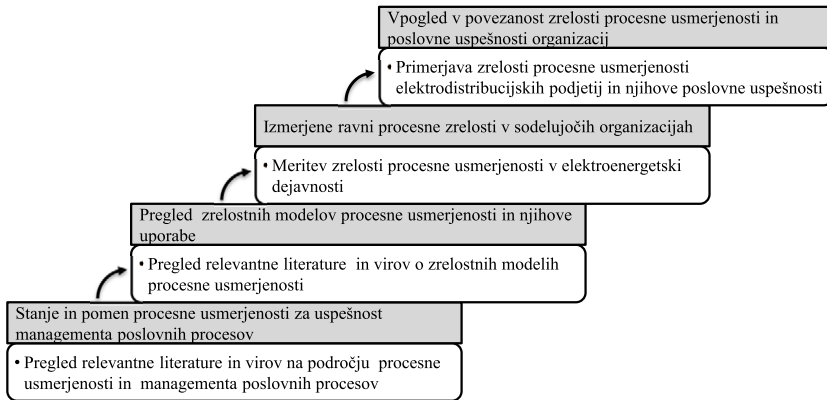 Vpogled v povezanost zrelosti procesne usmerjenosti in
poslovne uspešnosti organizacij
• Primerjava zrelosti procesne usmerjenosti
elektrodistribucijskih podjetij in njihove poslovne uspešnosti
Izmerjene ravni procesne zrelosti v sodelujočih organizacijah
• Meritev zrelosti procesne usmerjenosti v elektroenergetski
dejavnosti
Pregled zrelostnih modelov procesne usmerjenosti in njihove
uporabe
• Pregled relevantne literature in virov o zrelostnih modelih
procesne usmerjenosti
Stanje in pomen procesne usmerjenosti za uspešnost
managementa poslovnih procesov
• Pregled relevantne literature in virov na področju procesne
usmerjenosti in managementa poslovnih procesov